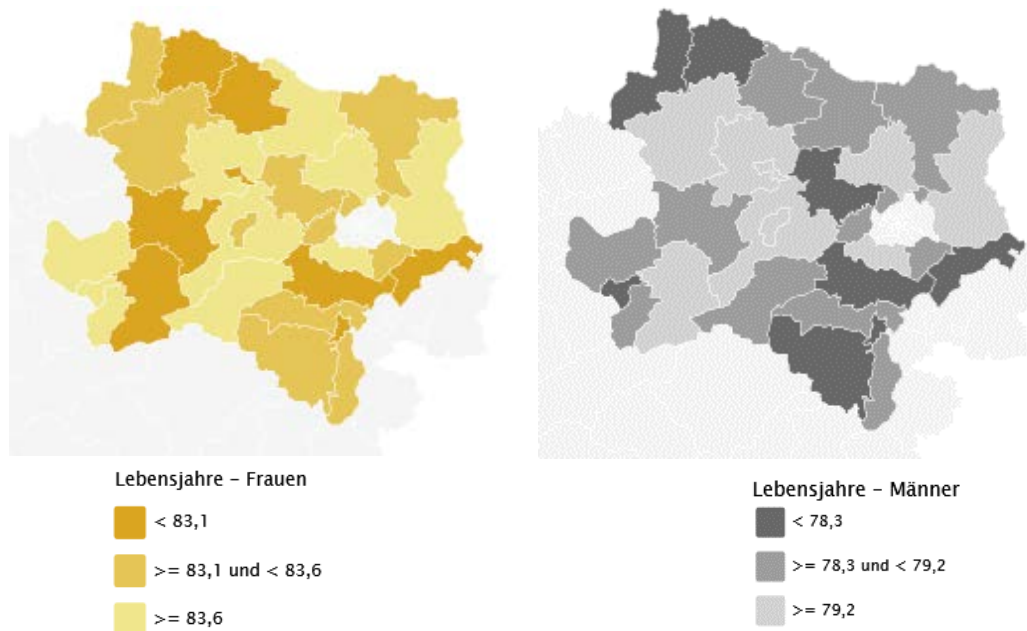 Lebensjahre – Frauen
< 83,1
>= 83,1 und < 83,6
>= 83,6
Lebensjahre – Männer
< 78,3
>= 78,3 und < 79,2
>= 79,2